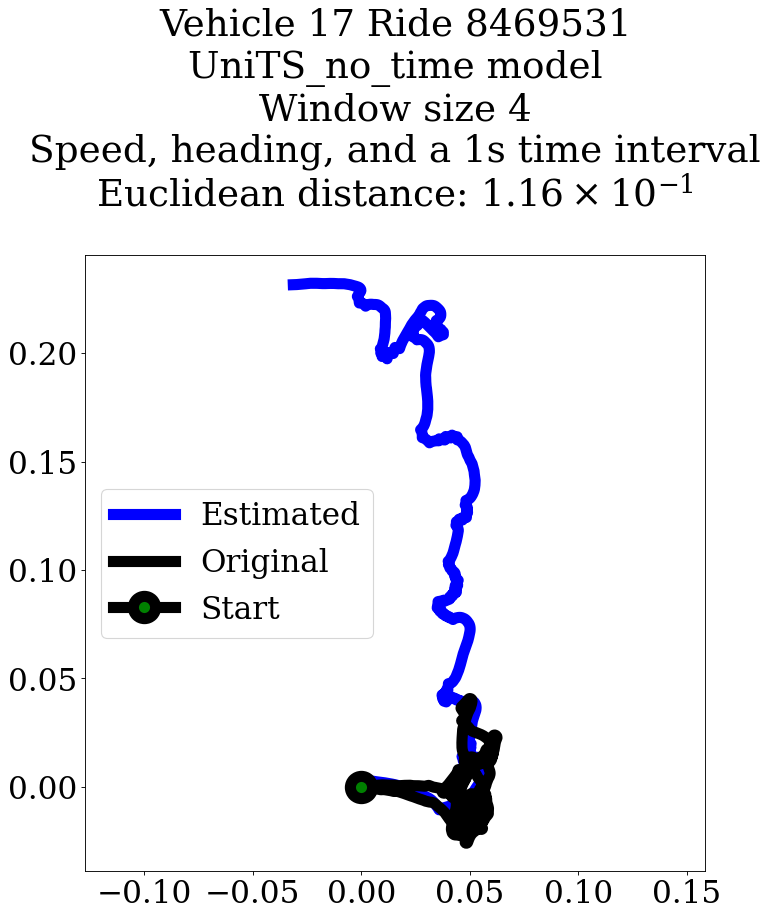 Vehicle 17 Ride 8469531
UniTS_no_time model
Window size 4
Speed, heading, and a 1s time interval
Euclidean distance: 1.16 × 10⁻¹
0.20
0.15
0.10
0.05
0.00
Estimated
Original
Start
−0.10 −0.05 0.00 0.05 0.10 0.15